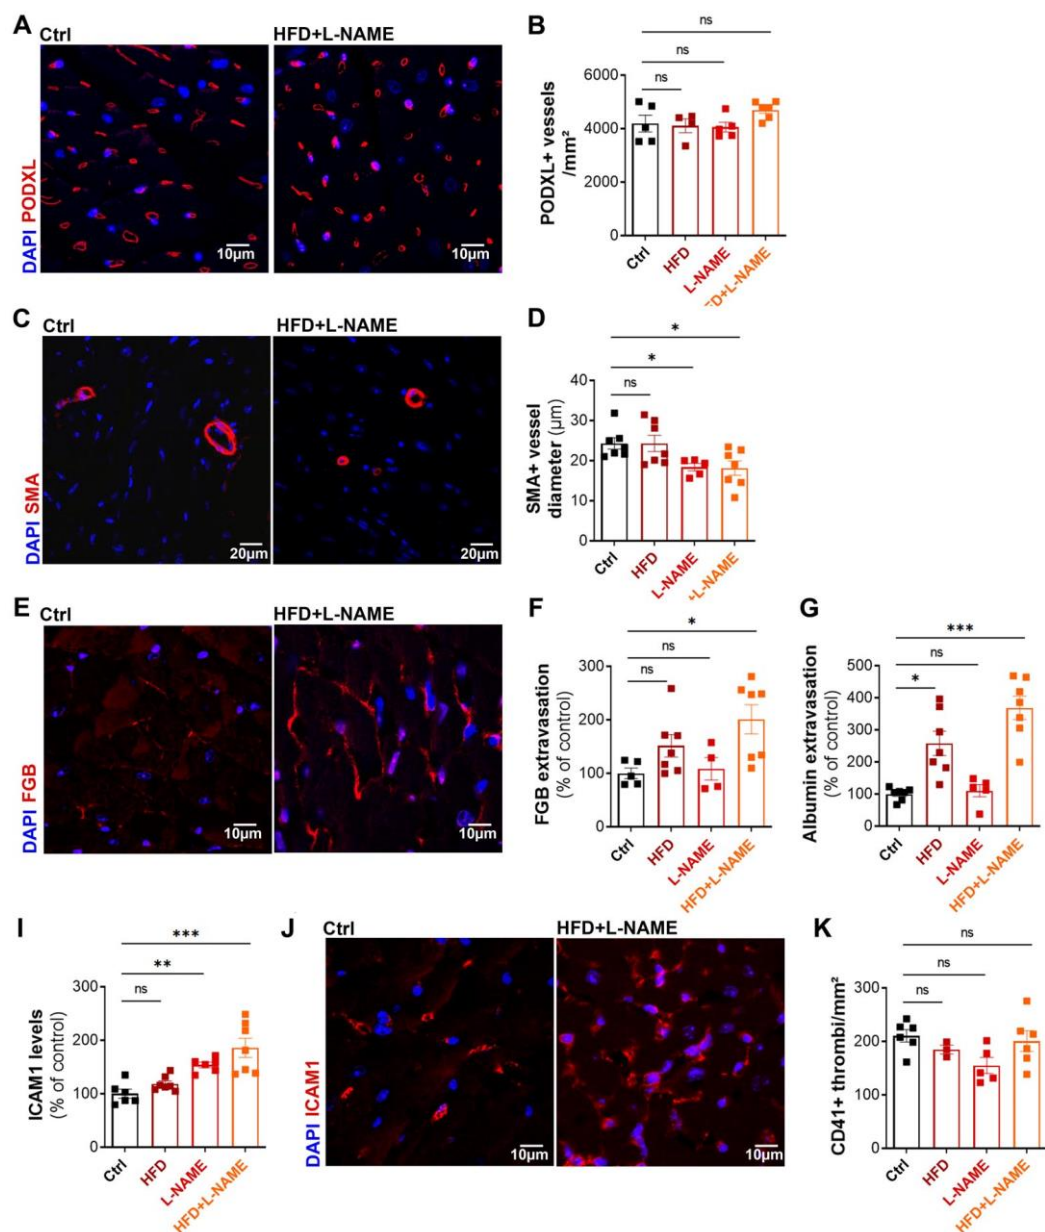 A
Ctrl
HFD+L-NAME
DAPI PODXL
10µm
10µm
B
ns
ns
ns
PODXL+ vessels
/mm²
6000
4000
2000
0
Ctrl
HFD
L-NAME
FD+L-NAME
C
Ctrl
HFD+L-NAME
DAPI SMA
20µm
20µm
D
*
*
ns
SMA+ vessel
diameter (µm)
40
30
20
10
0
Ctrl
HFD
L-NAME
+L-NAME
E
Ctrl
HFD+L-NAME
DAPI FGB
10µm
10µm
F
*
ns
ns
FGB extravasation
(% of control)
300
200
100
0
Ctrl
HFD
L-NAME
HFD+L-NAME
G
***
ns
*
Albumin extravasation
(% of control)
500
400
300
200
100
0
Ctrl
HFD
L-NAME
HFD+L-NAME
I
***
**
ns
ICAM1 levels
(% of control)
300
200
100
0
Ctrl
HFD
L-NAME
HFD+L-NAME
J
Ctrl
HFD+L-NAME
DAPI ICAM1
10µm
10µm
K
ns
ns
ns
CD41+ thrombi/mm²
300
200
100
0
Ctrl
HFD
L-NAME
HFD+L-NAME